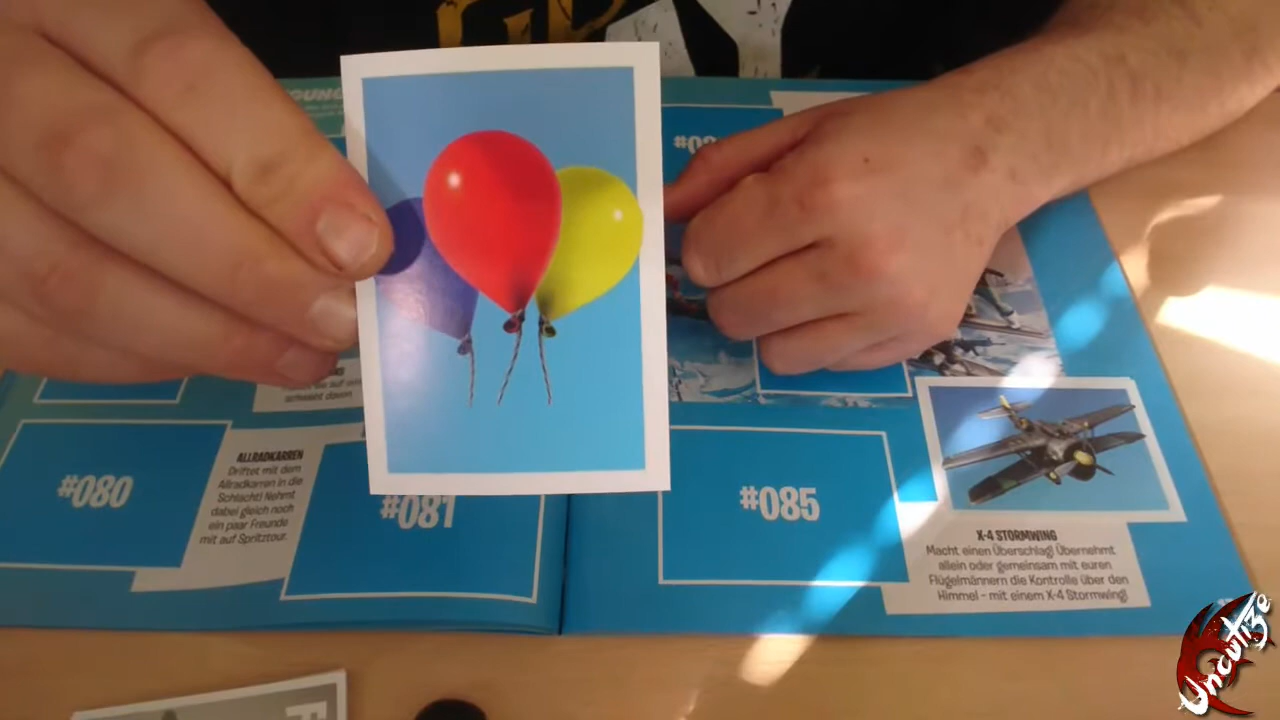 #080
ALLRADKARREN
Driftet mit dem
Allradkarren in die
Schlacht! Nehmt
dabei gleich noch
ein paar Freunde
mit auf Spritztour.
#081
#085
X-4 STORMWING
Macht einen Überschlag! Übernehmt
allein oder gemeinsam mit euren
Flügelmännern die Kontrolle über den
Himmel – mit einem X-4 Stormwing!
Uncut1ze